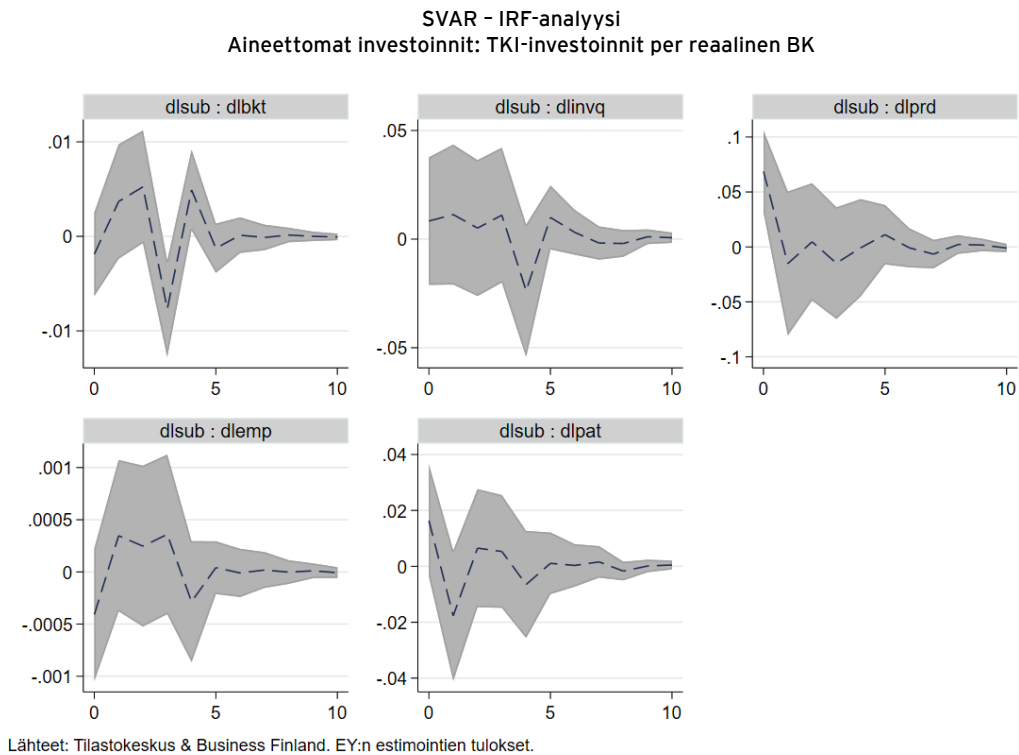 SVAR – IRF-analyysi
Aineettomat investoinnit: TKI-investoinnit per reaalinen BK
dlsub : dlbkt
.01
0
-.01
0 5 10
dlsub : dlinvq
.05
0
-.05
0 5 10
dlsub : dlprd
.1
.05
0
-.05
-.1
0 5 10
dlsub : dlemp
.001
.0005
0
-.0005
-.001
0 5 10
dlsub : dlpat
.04
.02
0
-.02
-.04
0 5 10
Lähteet: Tilastokeskus & Business Finland. EY:n estimointien tulokset.